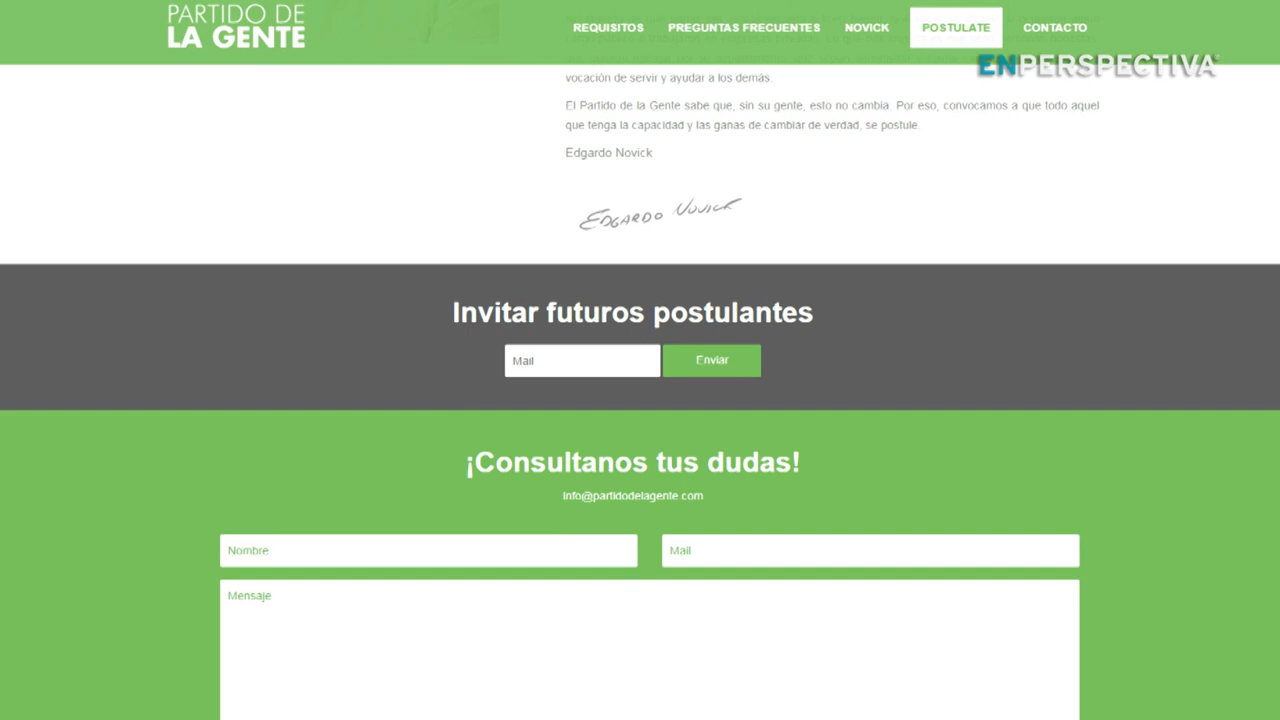 PARTIDO DE
LA GENTE
REQUISITOS PREGUNTAS FRECUENTES NOVICK POSTULATE CONTACTO
ENPERSPECTIVA
vocación de servir y ayudar a los demás.
El Partido de la Gente sabe que, sin su gente, esto no cambia. Por eso, convocamos a que todo aquel
que tenga la capacidad y las ganas de cambiar de verdad, se postule.
Edgardo Novick
EDGARDO NOVICK
Invitar futuros postulantes
Mail Enviar
¡Consultanos tus dudas!
info@partidodelagente.com
Nombre Mail
Mensaje